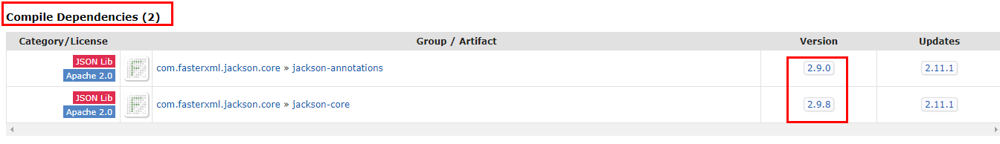 Compile Dependencies (2)
Category/License Group / Artifact Version Updates
JSON Lib
Apache 2.0
com.fasterxml.jackson.core » jackson-annotations 2.9.0 2.11.1
JSON Lib
Apache 2.0
com.fasterxml.jackson.core » jackson-core 2.9.8 2.11.1